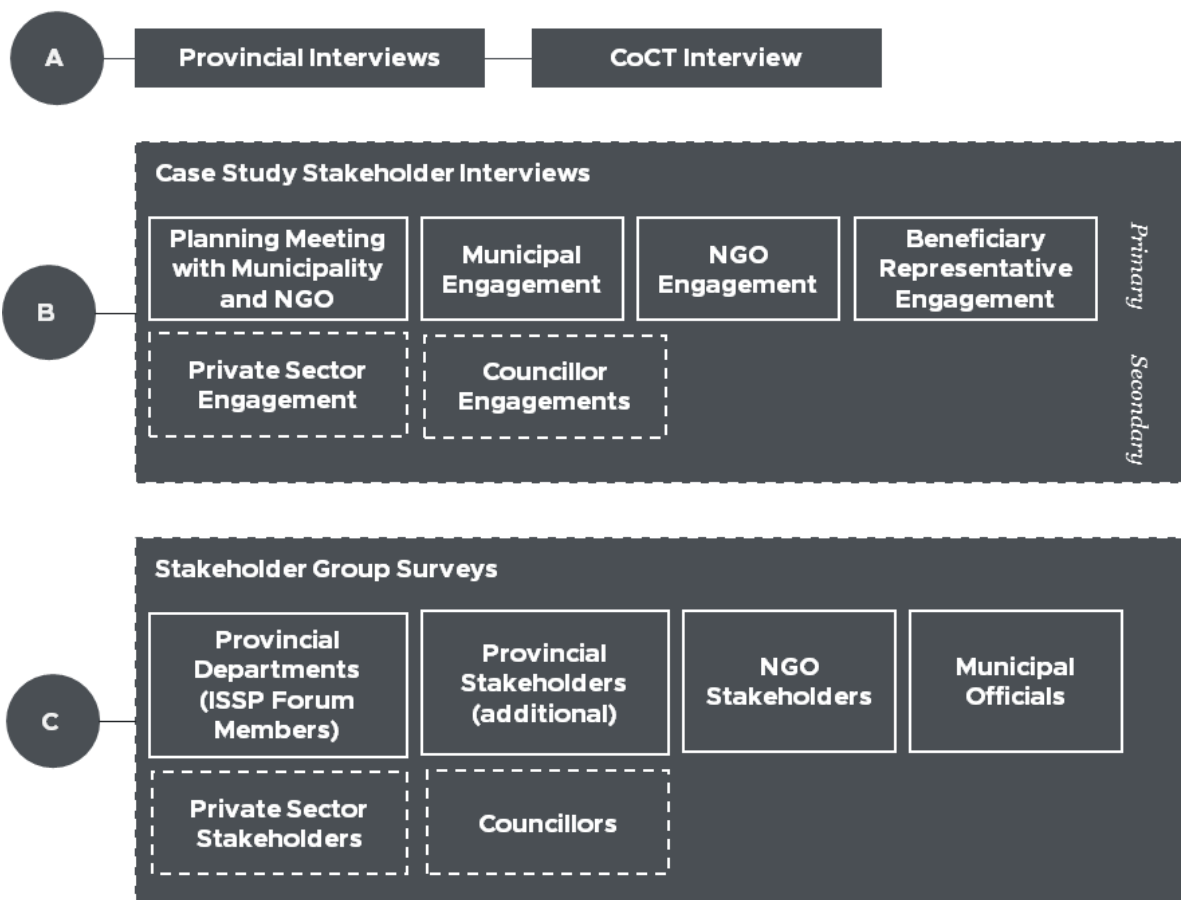 A
Provincial Interviews
CoCT Interview
B
Case Study Stakeholder Interviews
Planning Meeting
with Municipality
and NGO
Municipal
Engagement
NGO
Engagement
Beneficiary
Representative
Engagement
Primary
Private Sector
Engagement
Councillor
Engagements
Secondary
C
Stakeholder Group Surveys
Provincial
Departments
(ISSP Forum
Members)
Provincial
Stakeholders
(additional)
NGO
Stakeholders
Municipal
Officials
Private Sector
Stakeholders
Councillors